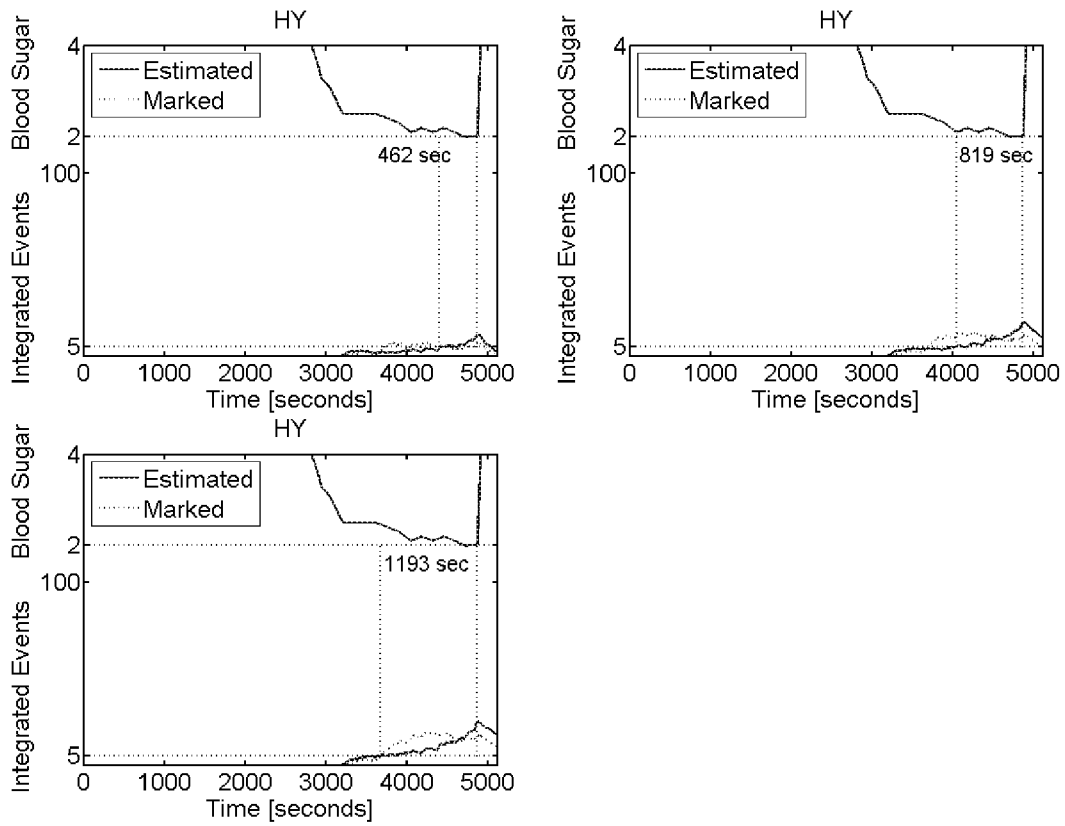 HY
Blood Sugar
4
2
Estimated
Marked
462 sec
Integrated Events
100
5
0 1000 2000 3000 4000 5000
Time [seconds]
HY
Blood Sugar
4
2
Estimated
Marked
819 sec
Integrated Events
100
5
0 1000 2000 3000 4000 5000
Time [seconds]
HY
Blood Sugar
4
2
Estimated
Marked
1193 sec
Integrated Events
100
5
0 1000 2000 3000 4000 5000
Time [seconds]